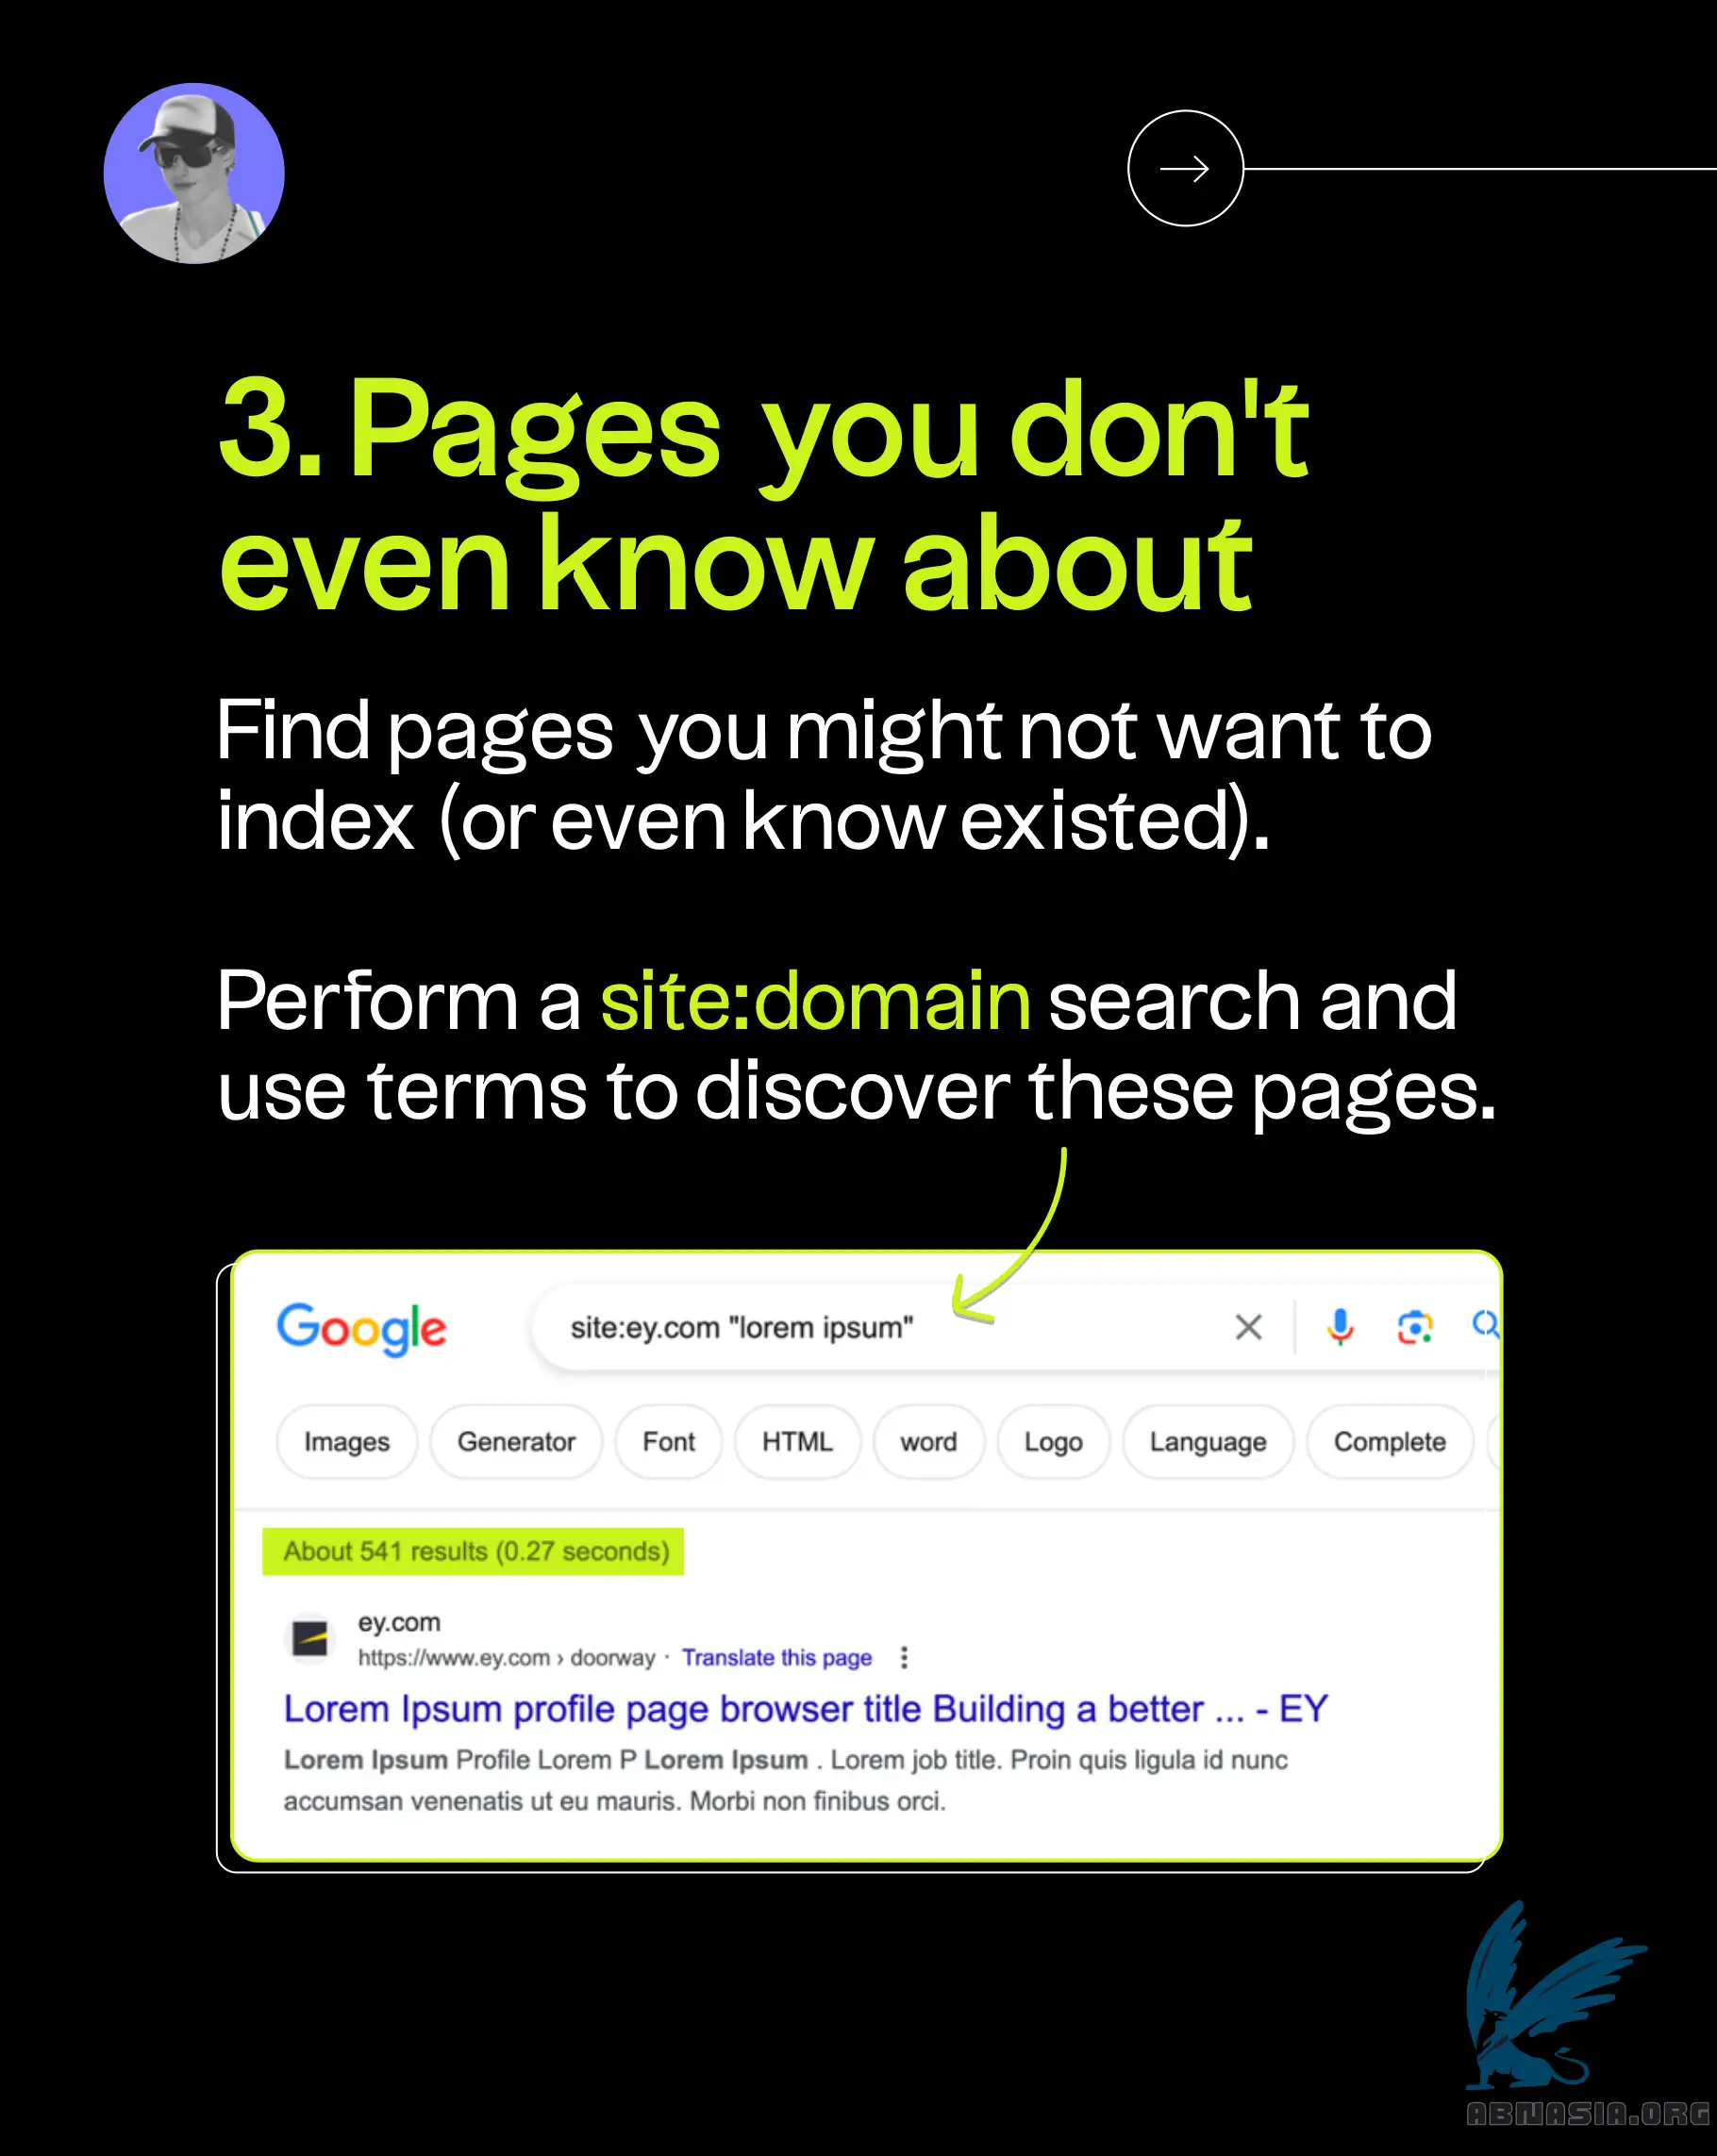 3. Pages you don't
even know about
Find pages you might not want to
index (or even know existed).
Perform a site:domain search and
use terms to discover these pages.
Google
site:ey.com "lorem ipsum"
Images Generator Font HTML word Logo Language Complete
About 541 results (0.27 seconds)
ey.com
https://www.ey.com › doorway · Translate this page
Lorem Ipsum profile page browser title Building a better ... - EY
Lorem Ipsum Profile Lorem P Lorem Ipsum . Lorem job title. Proin quis ligula id nunc
accumsan venenatis ut eu mauris. Morbi non finibus orci.
ABNASIA.ORG